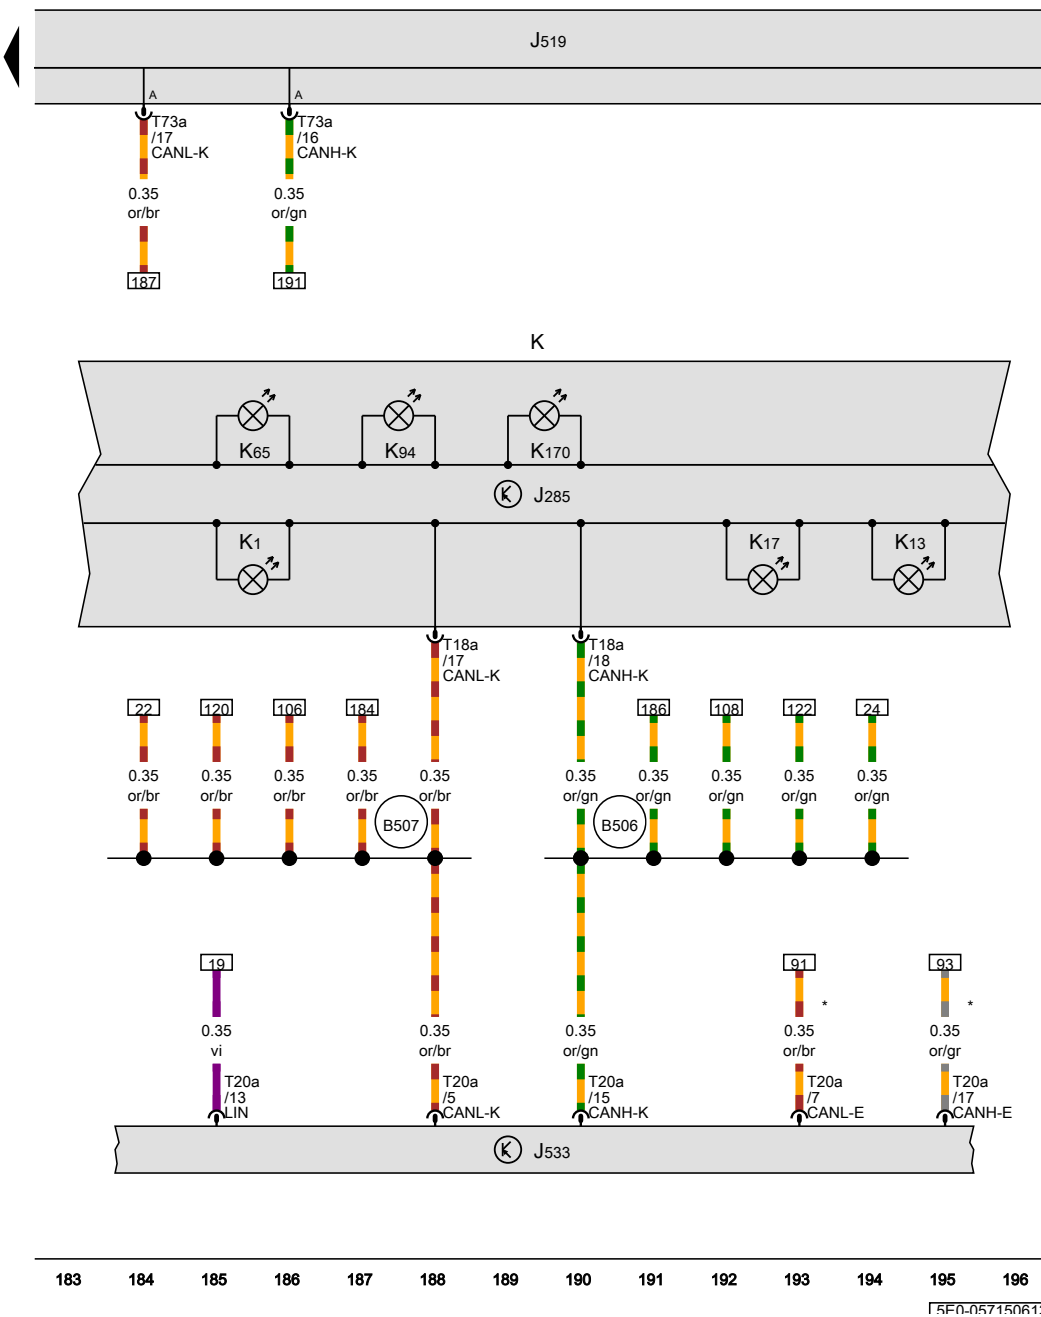 J519
A A
T73a T73a
/17 /16
CANL-K CANH-K
0.35 0.35
or/br or/gn
187 191
K
K65 K94 K170
J285
K1 K17 K13
T18a T18a
/17 /18
CANL-K CANH-K
22 120 106 184 186 108 122 24
0.35 0.35 0.35 0.35 0.35 0.35 0.35 0.35 0.35 0.35
or/br or/br or/br or/br or/br or/gn or/gn or/gn or/gn or/gn
B507 B506
19 91 93
* *
0.35 0.35 0.35 0.35 0.35
vi or/br or/gn or/br or/gr
T20a T20a T20a T20a T20a
/13 /5 /15 /7 /17
LIN CANL-K CANH-K CANL-E CANH-E
J533
183 184 185 186 187 188 189 190 191 192 193 194 195 196